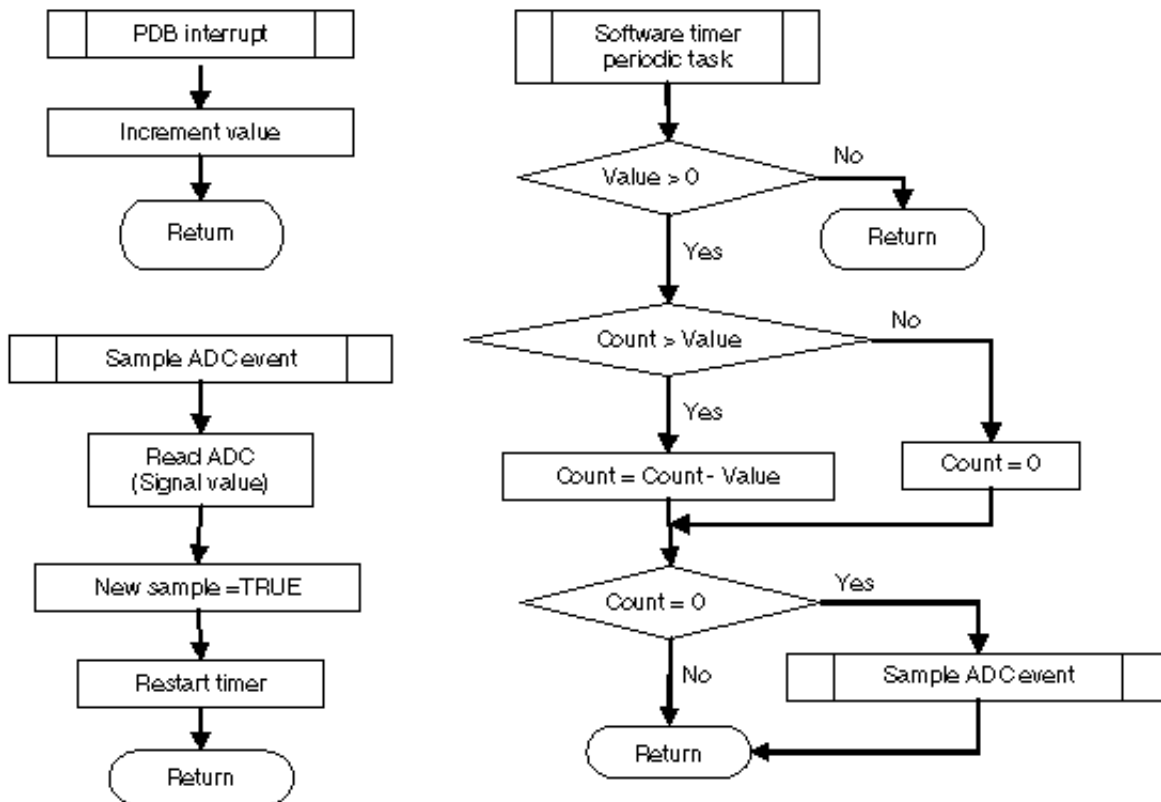 PDB interrupt
Increment value
Return
Sample ADC event
Read ADC
(Signal value)
New sample =TRUE
Restart timer
Return
Software timer
periodic task
Value > 0
No
Return
Yes
Count > Value
No
Yes
Count = Count - Value
Count = 0
Count = 0
Yes
No
Sample ADC event
Return